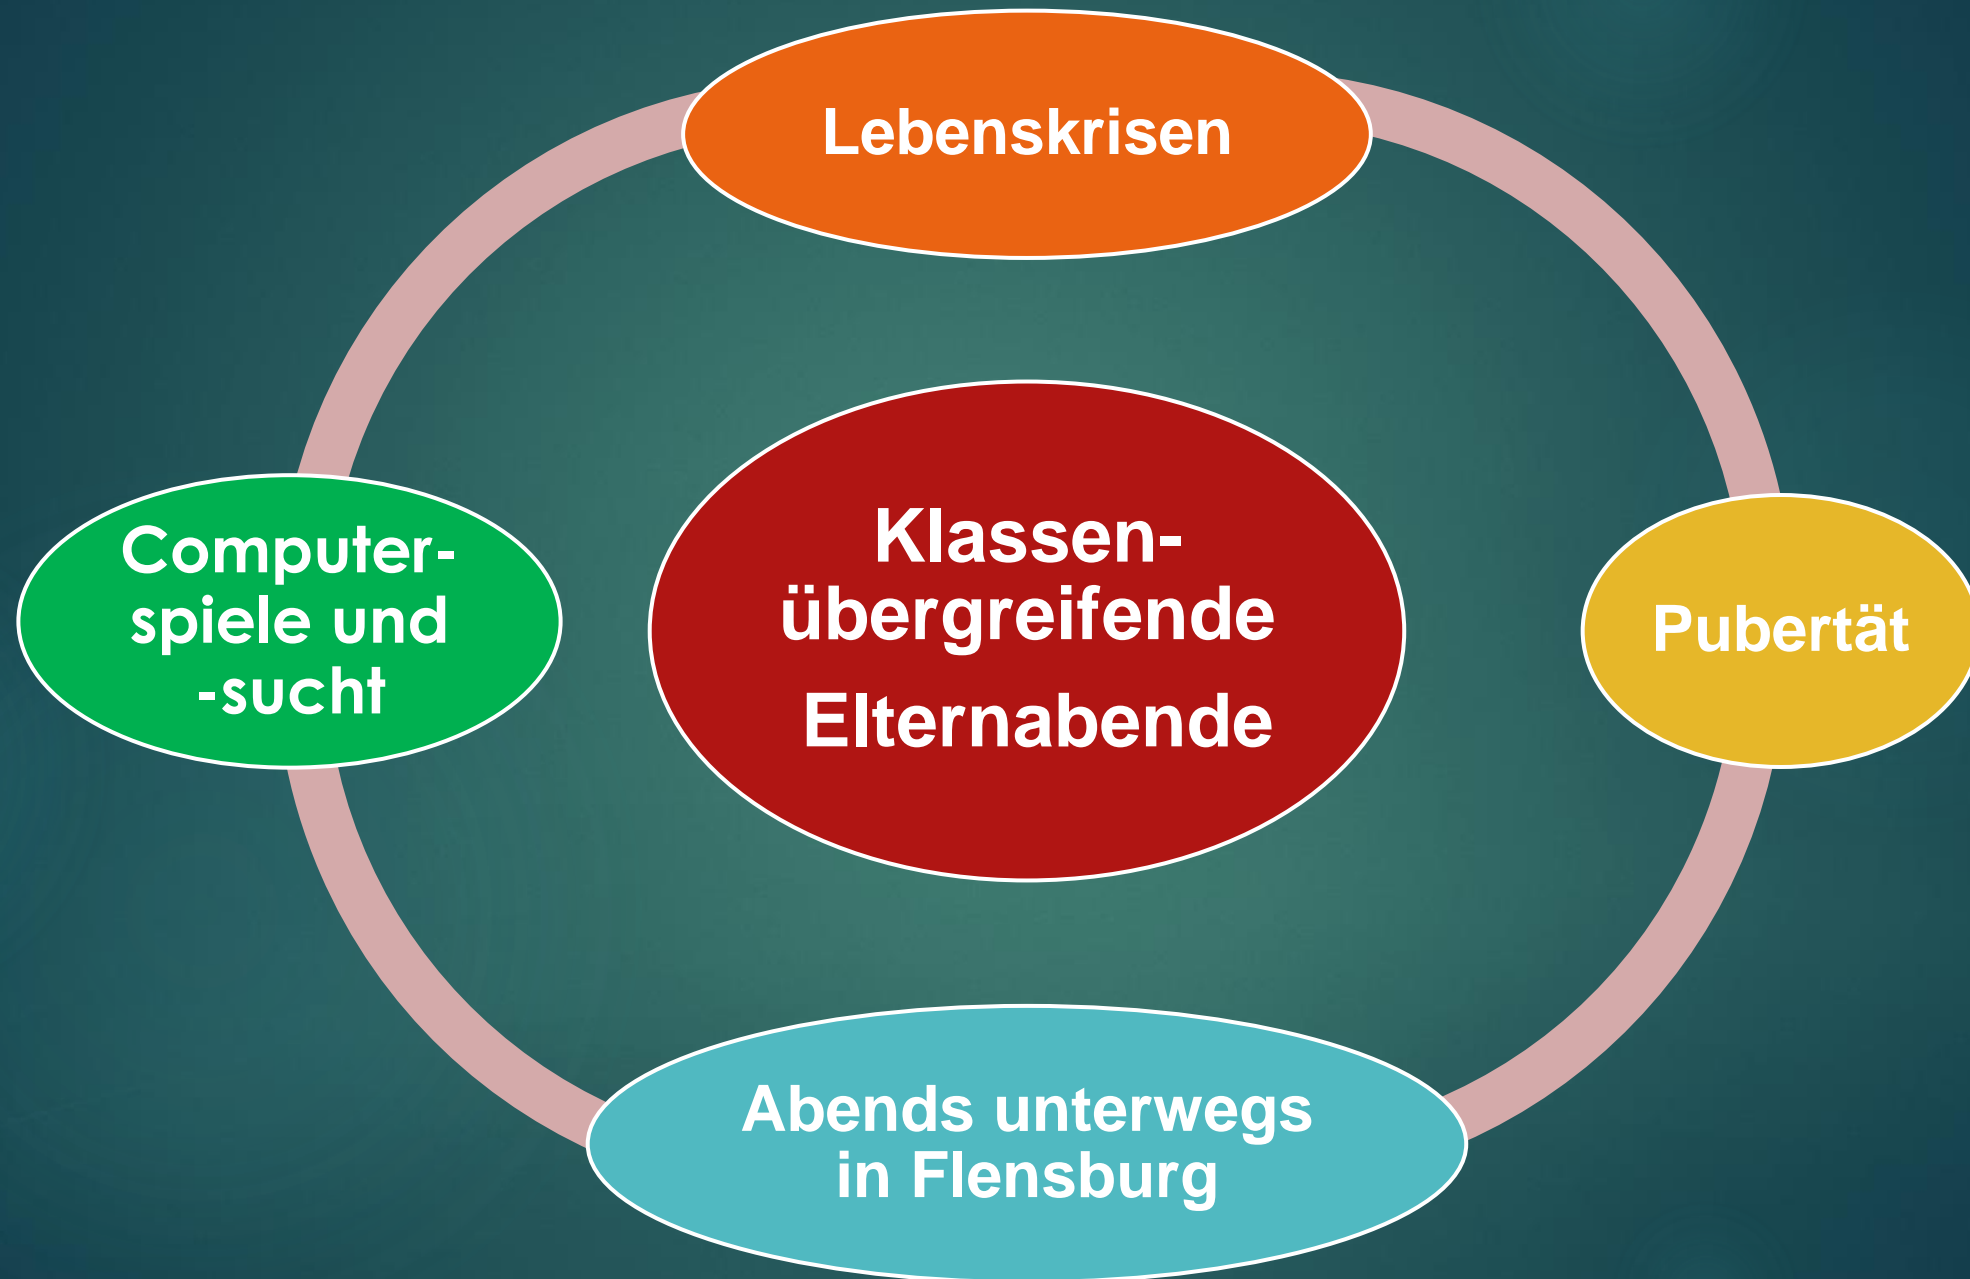 Lebenskrisen
Klassen-
übergreifende
Elternabende
Computer-
spiele und
-sucht
Pubertät
Abends unterwegs
in Flensburg